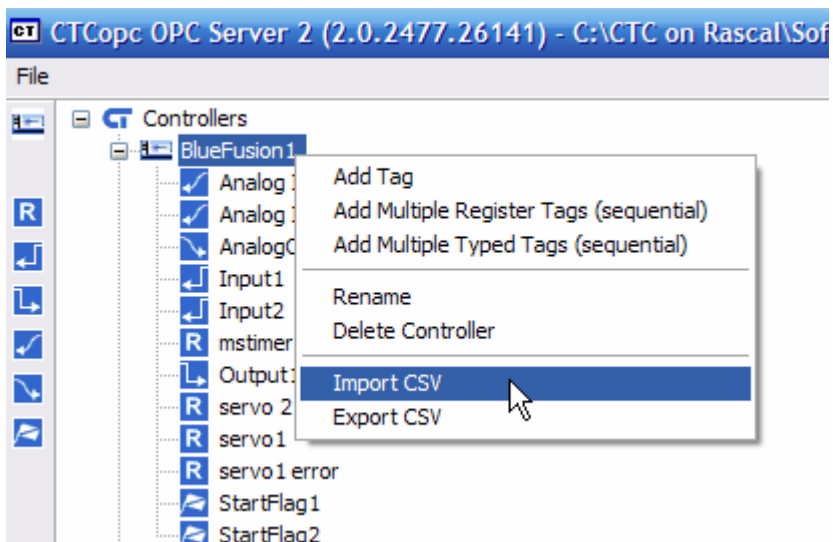 CT CTCopc OPC Server 2 (2.0.2477.26141) - C:\CTC on Rascal\Sof
File
CT Controllers
BlueFusion1
Analog
Analog
Add Tag
R
Add Multiple Register Tags (sequential)
Add Multiple Typed Tags (sequential)
Input1
Input2
Rename
R mstimer
Delete Controller
Output1
Import CSV
R servo 2
Export CSV
R servo1
R servo1 error
StartFlag1
StartFlag2